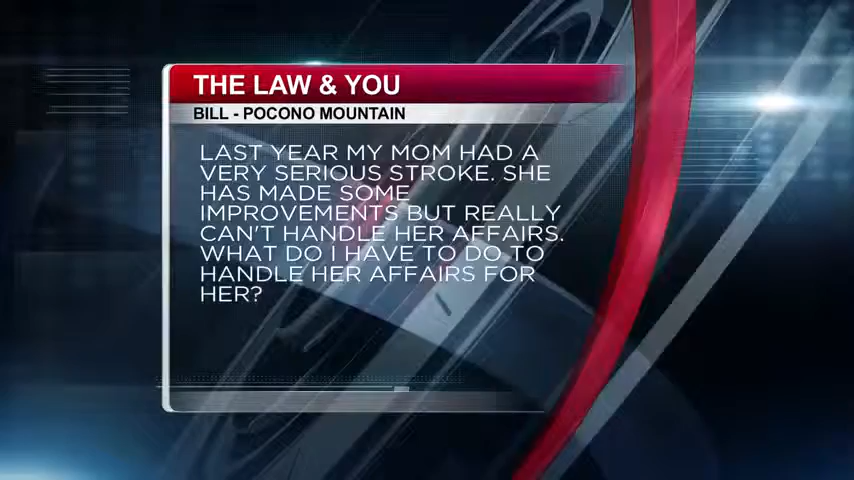 THE LAW & YOU
BILL - POCONO MOUNTAIN
LAST YEAR MY MOM HAD A
VERY SERIOUS STROKE. SHE
HAS MADE SOME
IMPROVEMENTS BUT REALLY
CAN'T HANDLE HER AFFAIRS.
WHAT DO I HAVE TO DO TO
HANDLE HER AFFAIRS FOR
HER?